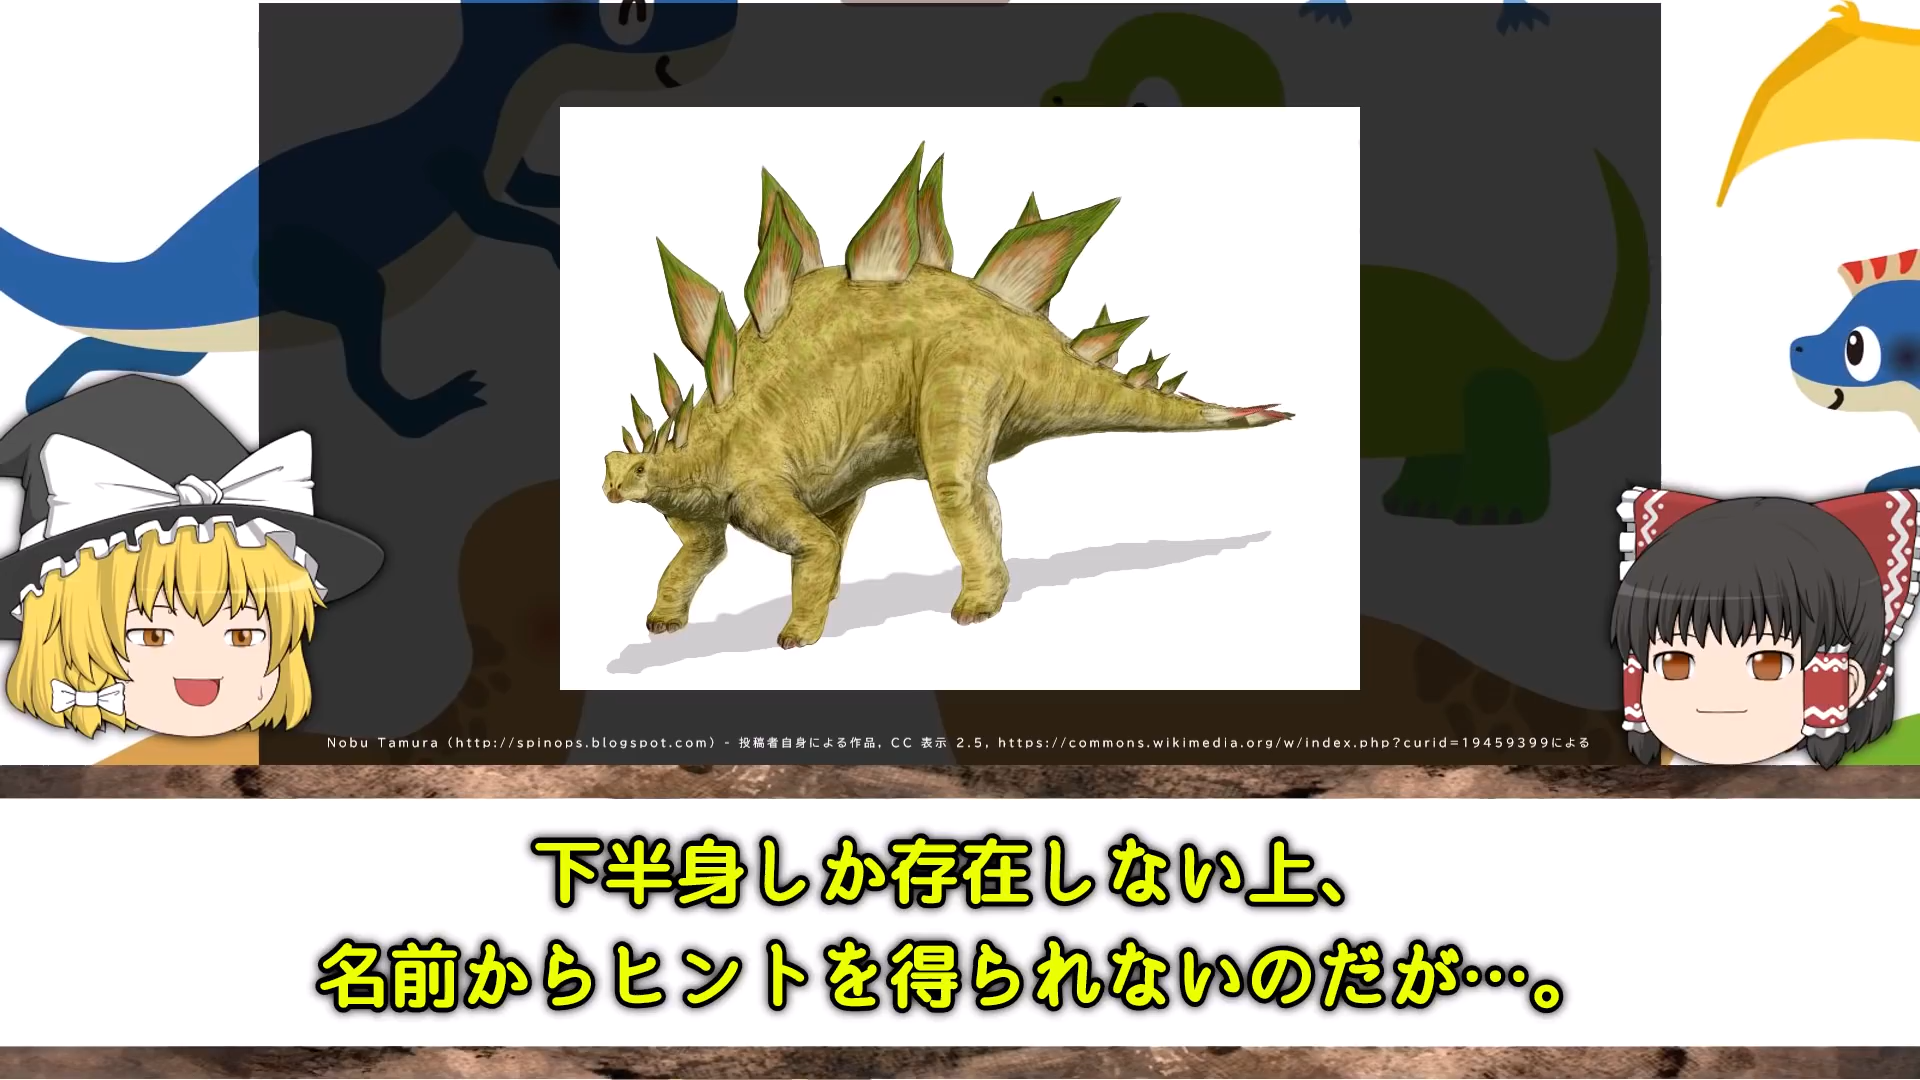 Nobu Tamura (http://spinops.blogspot.com) - 投稿者自身による作品, CC 表示 2.5, https://commons.wikimedia.org/w/index.php?curid=19459399による
下半身しか存在しない上、
名前からヒントを得られないのだが…。